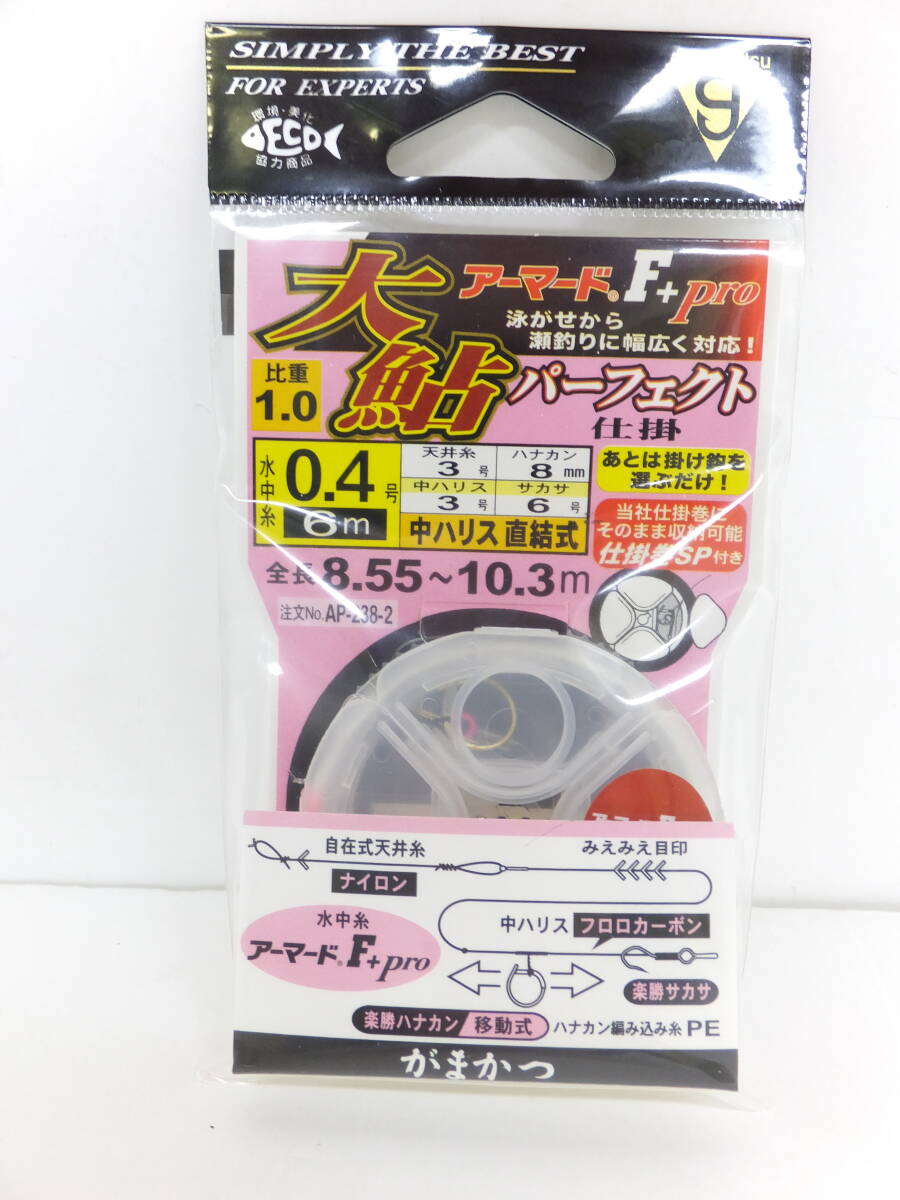 SIMPLY THE BEST
FOR EXPERTS
環境・美化
ECO
協力商品
アーマード® F+pro
泳がせから
瀬釣りに幅広く対応！
大鮎
パーフェクト
仕掛
比重
1.0
水中糸
0.4号
6m
天井糸
3号
ハナカン
8mm
中ハリス
3号
サカサ
6号
中ハリス直結式
あとは掛け鈎を
選ぶだけ！
当社仕掛巻に
そのまま収納可能
仕掛巻SP付き
全長8.55～10.3m
注文No.AP-238-2
自在式天井糸
ナイロン
みえみえ目印
水中糸
アーマード® F+pro
中ハリス フロロカーボン
楽勝サカサ
楽勝ハナカン/移動式
ハナカン編み込み糸PE
がまかつ